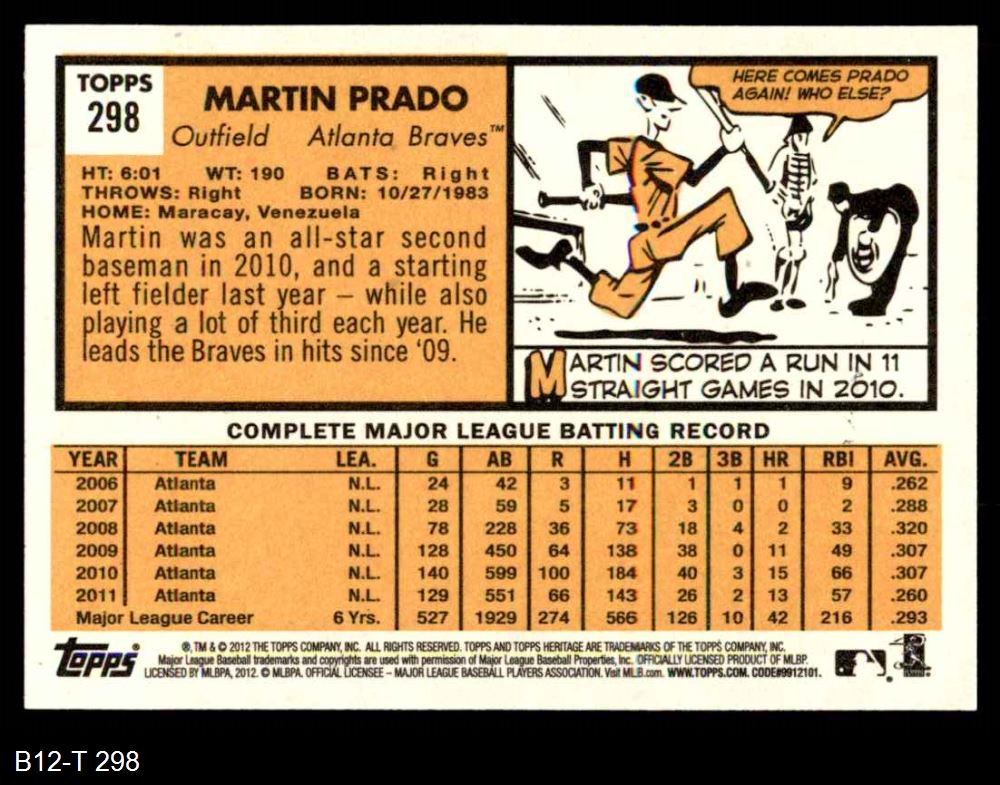 TOPPS
298
MARTIN PRADO
Outfield Atlanta Braves™
HT: 6:01 WT: 190 BATS: Right
THROWS: Right BORN: 10/27/1983
HOME: Maracay, Venezuela
Martin was an all-star second
baseman in 2010, and a starting
left fielder last year – while also
playing a lot of third each year. He
leads the Braves in hits since ‘09.
HERE COMES PRADO
AGAIN! WHO ELSE?
MARTIN SCORED A RUN IN 11
STRAIGHT GAMES IN 2010.
COMPLETE MAJOR LEAGUE BATTING RECORD
YEAR TEAM LEA. G AB R H 2B 3B HR RBI AVG.
2006 Atlanta N.L. 24 42 3 11 1 1 1 9 .262
2007 Atlanta N.L. 28 59 5 17 3 0 0 2 .288
2008 Atlanta N.L. 78 228 36 73 18 4 2 33 .320
2009 Atlanta N.L. 128 450 64 138 38 0 11 49 .307
2010 Atlanta N.L. 140 599 100 184 40 3 15 66 .307
2011 Atlanta N.L. 129 551 66 143 26 2 13 57 .260
Major League Career 6 Yrs. 527 1929 274 566 126 10 42 216 .293
topps®
®, TM & © 2012 THE TOPPS COMPANY, INC. ALL RIGHTS RESERVED. TOPPS AND TOPPS HERITAGE ARE TRADEMARKS OF THE TOPPS COMPANY, INC.
Major League Baseball trademarks and copyrights are used with permission of Major League Baseball Properties, Inc. OFFICIALLY LICENSED PRODUCT OF MLBP.
LICENSED BY MLBPA, 2012. © MLBPA. OFFICIAL LICENSEE – MAJOR LEAGUE BASEBALL PLAYERS ASSOCIATION. Visit MLB.com. WWW.TOPPS.COM. CODE#9912101.
B12-T 298